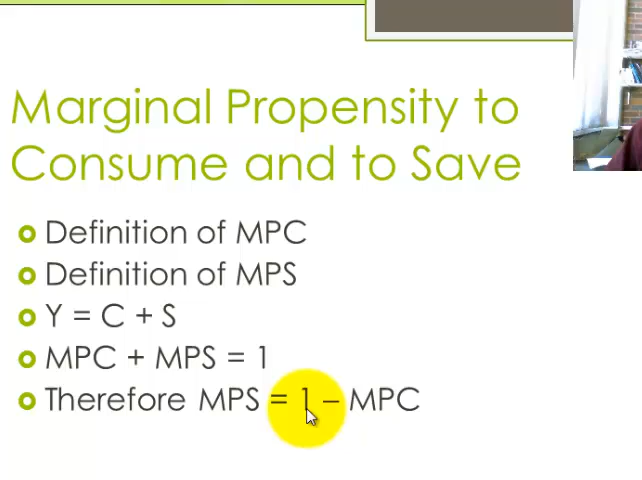 Marginal Propensity to
Consume and to Save
Definition of MPC
Definition of MPS
Y = C + S
MPC + MPS = 1
Therefore MPS = 1 – MPC